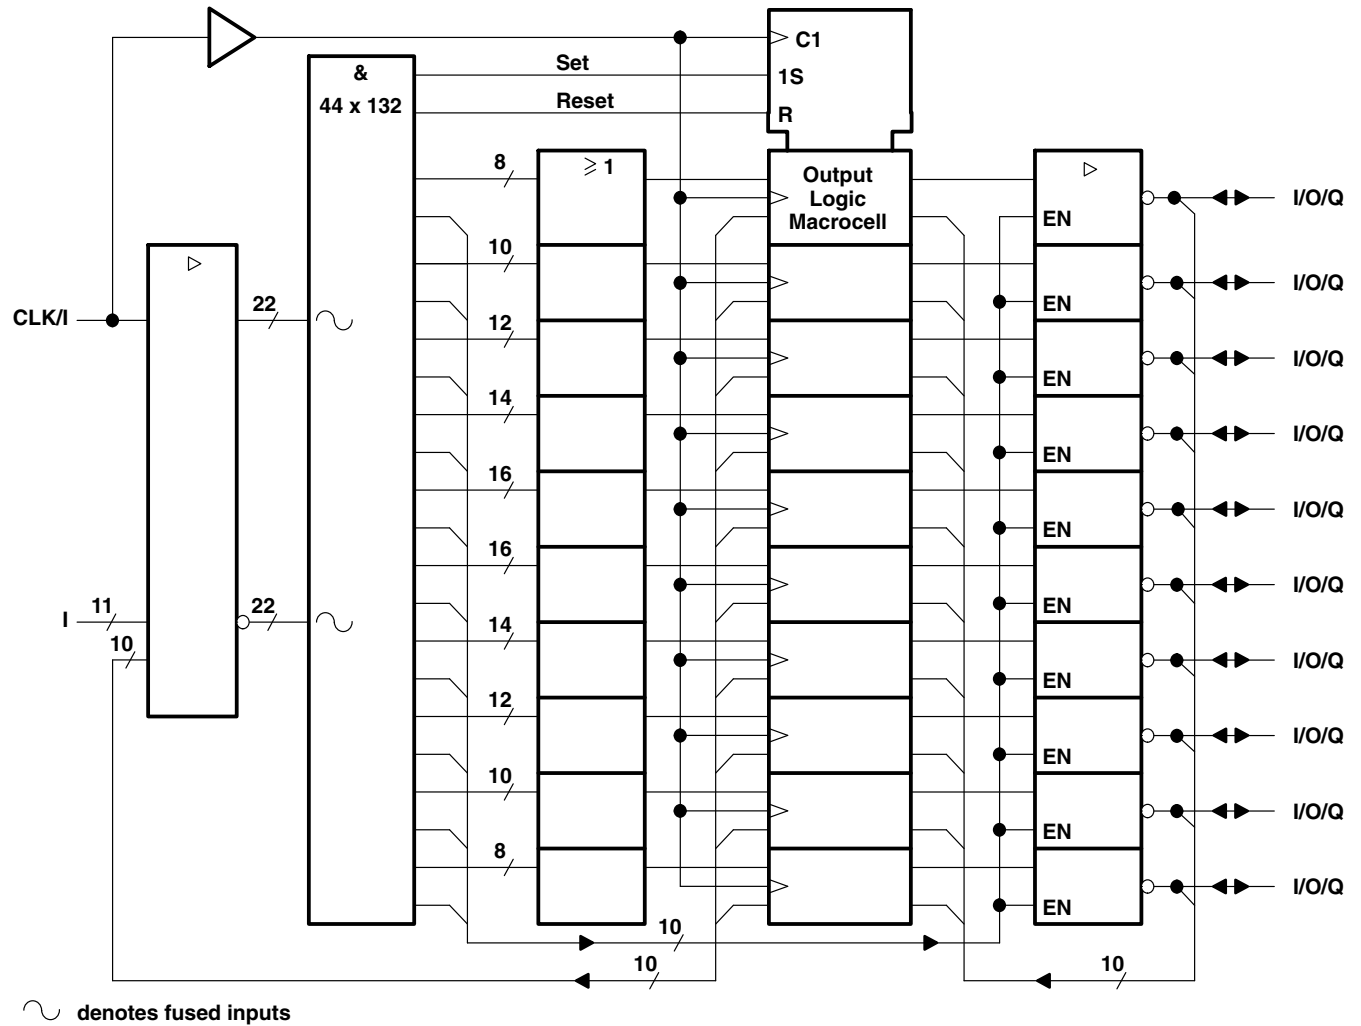 C1
&
Set
1S
44 x 132
Reset
R
8
≥ 1
Output
Logic
Macrocell
I/O/Q
EN
10
I/O/Q
EN
CLK/I
22
12
I/O/Q
EN
14
I/O/Q
EN
16
I/O/Q
EN
16
I/O/Q
EN
I
11
22
10
14
I/O/Q
EN
12
I/O/Q
EN
10
I/O/Q
EN
8
I/O/Q
EN
10
10
10
denotes fused inputs